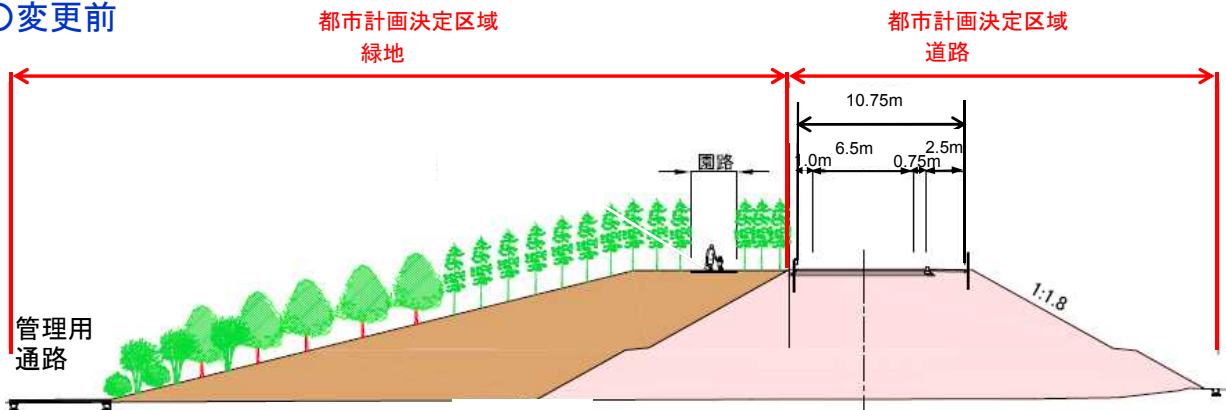 〇変更前
都市計画決定区域
緑地
都市計画決定区域
道路
10.75m
1.0m
6.5m
0.75m
2.5m
園路
1:1.8
管理用
通路